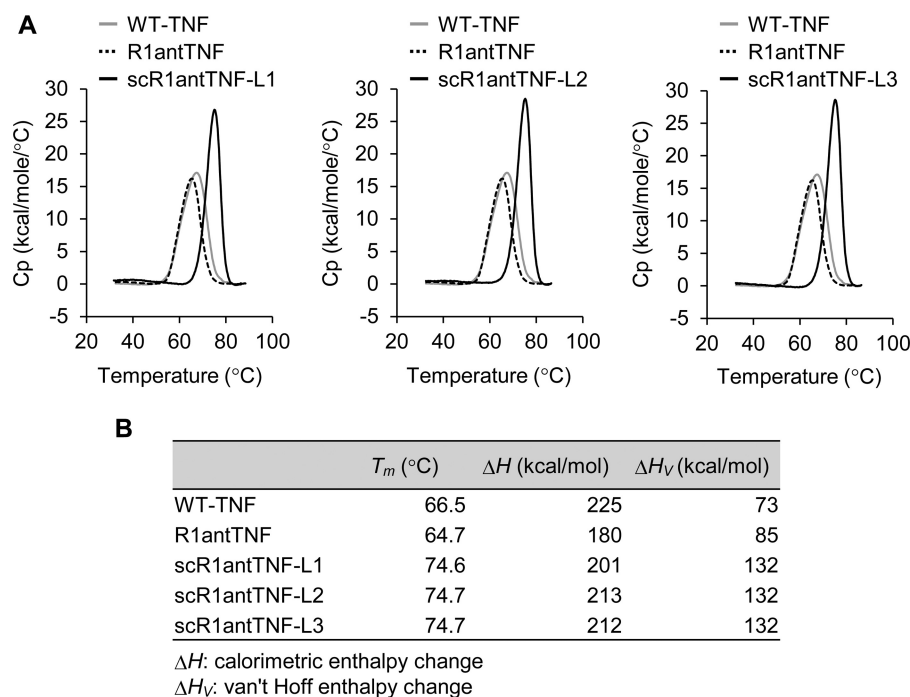 A
WT-TNF
R1antTNF
scR1antTNF-L1
WT-TNF
R1antTNF
scR1antTNF-L2
WT-TNF
R1antTNF
scR1antTNF-L3
Cp (kcal/mole/°C)
30
25
20
15
10
5
0
-5
20 40 60 80 100
Temperature (°C)
Cp (kcal/mole/°C)
30
25
20
15
10
5
0
-5
20 40 60 80 100
Temperature (°C)
Cp (kcal/mole/°C)
30
25
20
15
10
5
0
-5
20 40 60 80 100
Temperature (°C)
B
Tm (°C) ΔH (kcal/mol) ΔHV (kcal/mol)
WT-TNF 66.5 225 73
R1antTNF 64.7 180 85
scR1antTNF-L1 74.6 201 132
scR1antTNF-L2 74.7 213 132
scR1antTNF-L3 74.7 212 132
ΔH: calorimetric enthalpy change
ΔHV: van't Hoff enthalpy change